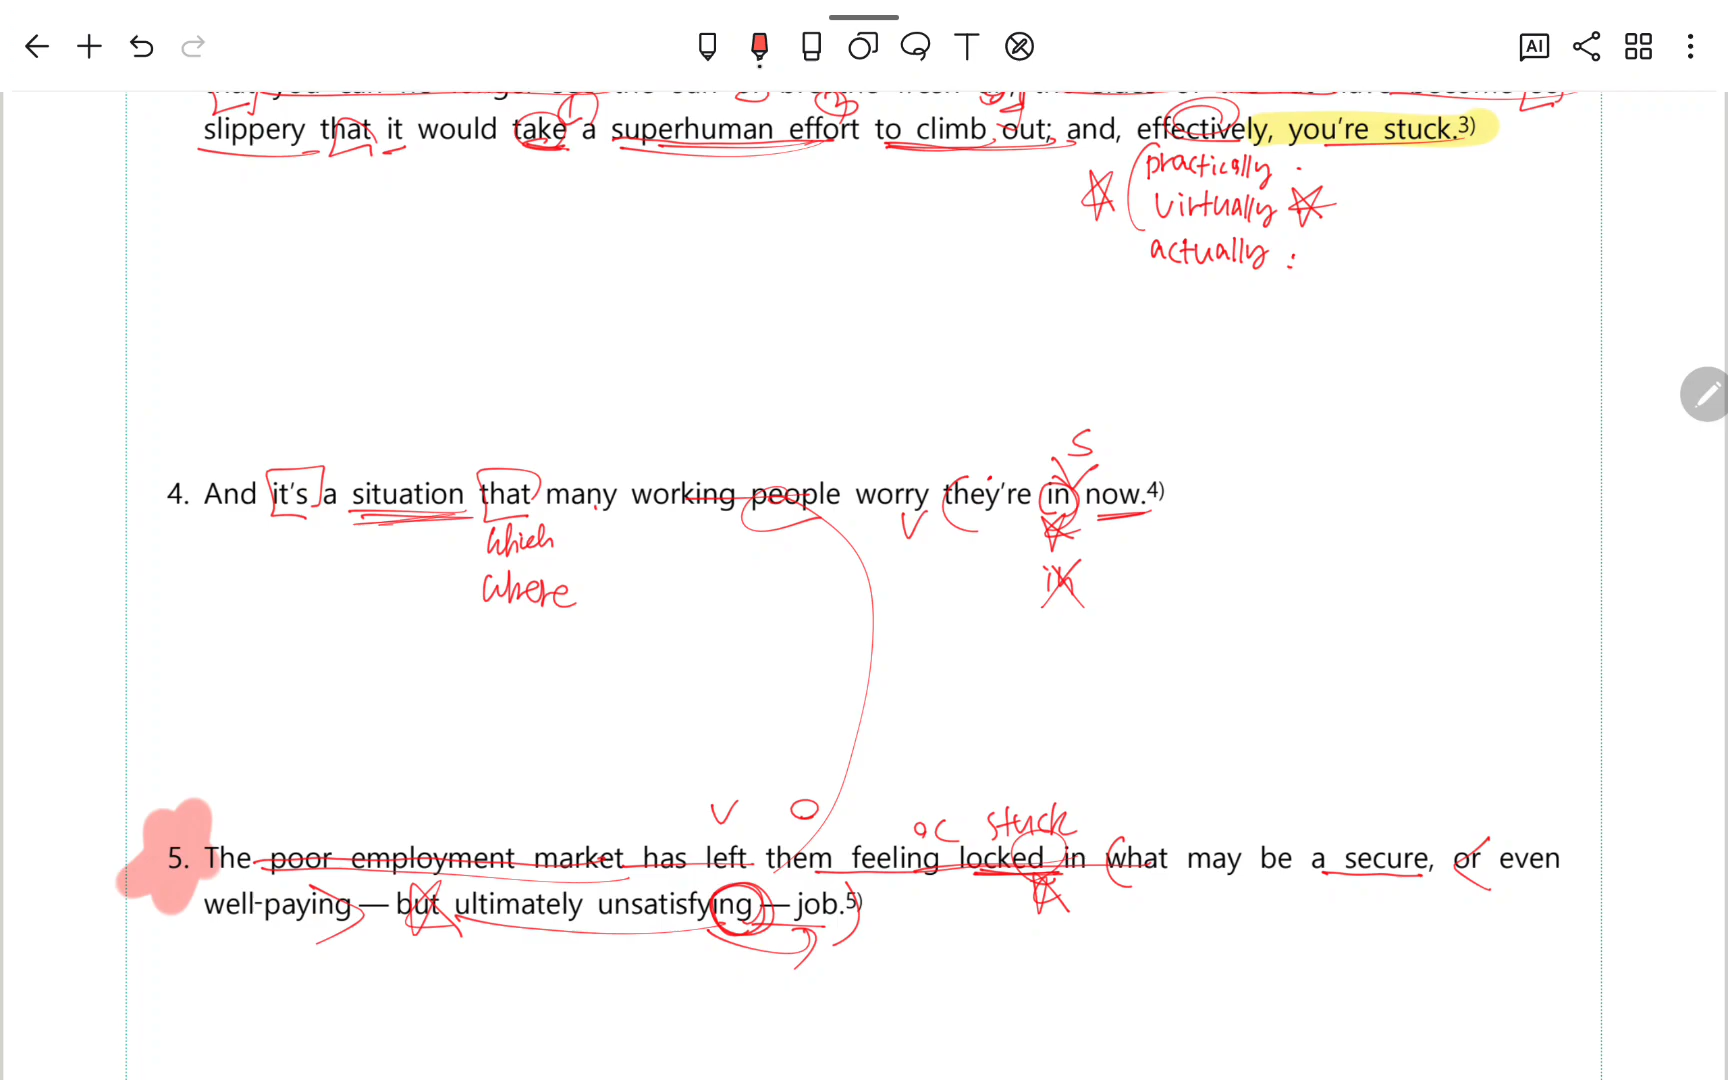 AI
slippery that it would take a superhuman effort to climb out; and, effectively, you're stuck.3)
practically
virtually
actually
S
4. And it's a situation that many working people worry they're in now.4)
V
which
where
in
V O
OC stuck
5. The poor employment market has left them feeling locked in what may be a secure, or even
well-paying — but ultimately unsatisfying — job.5)